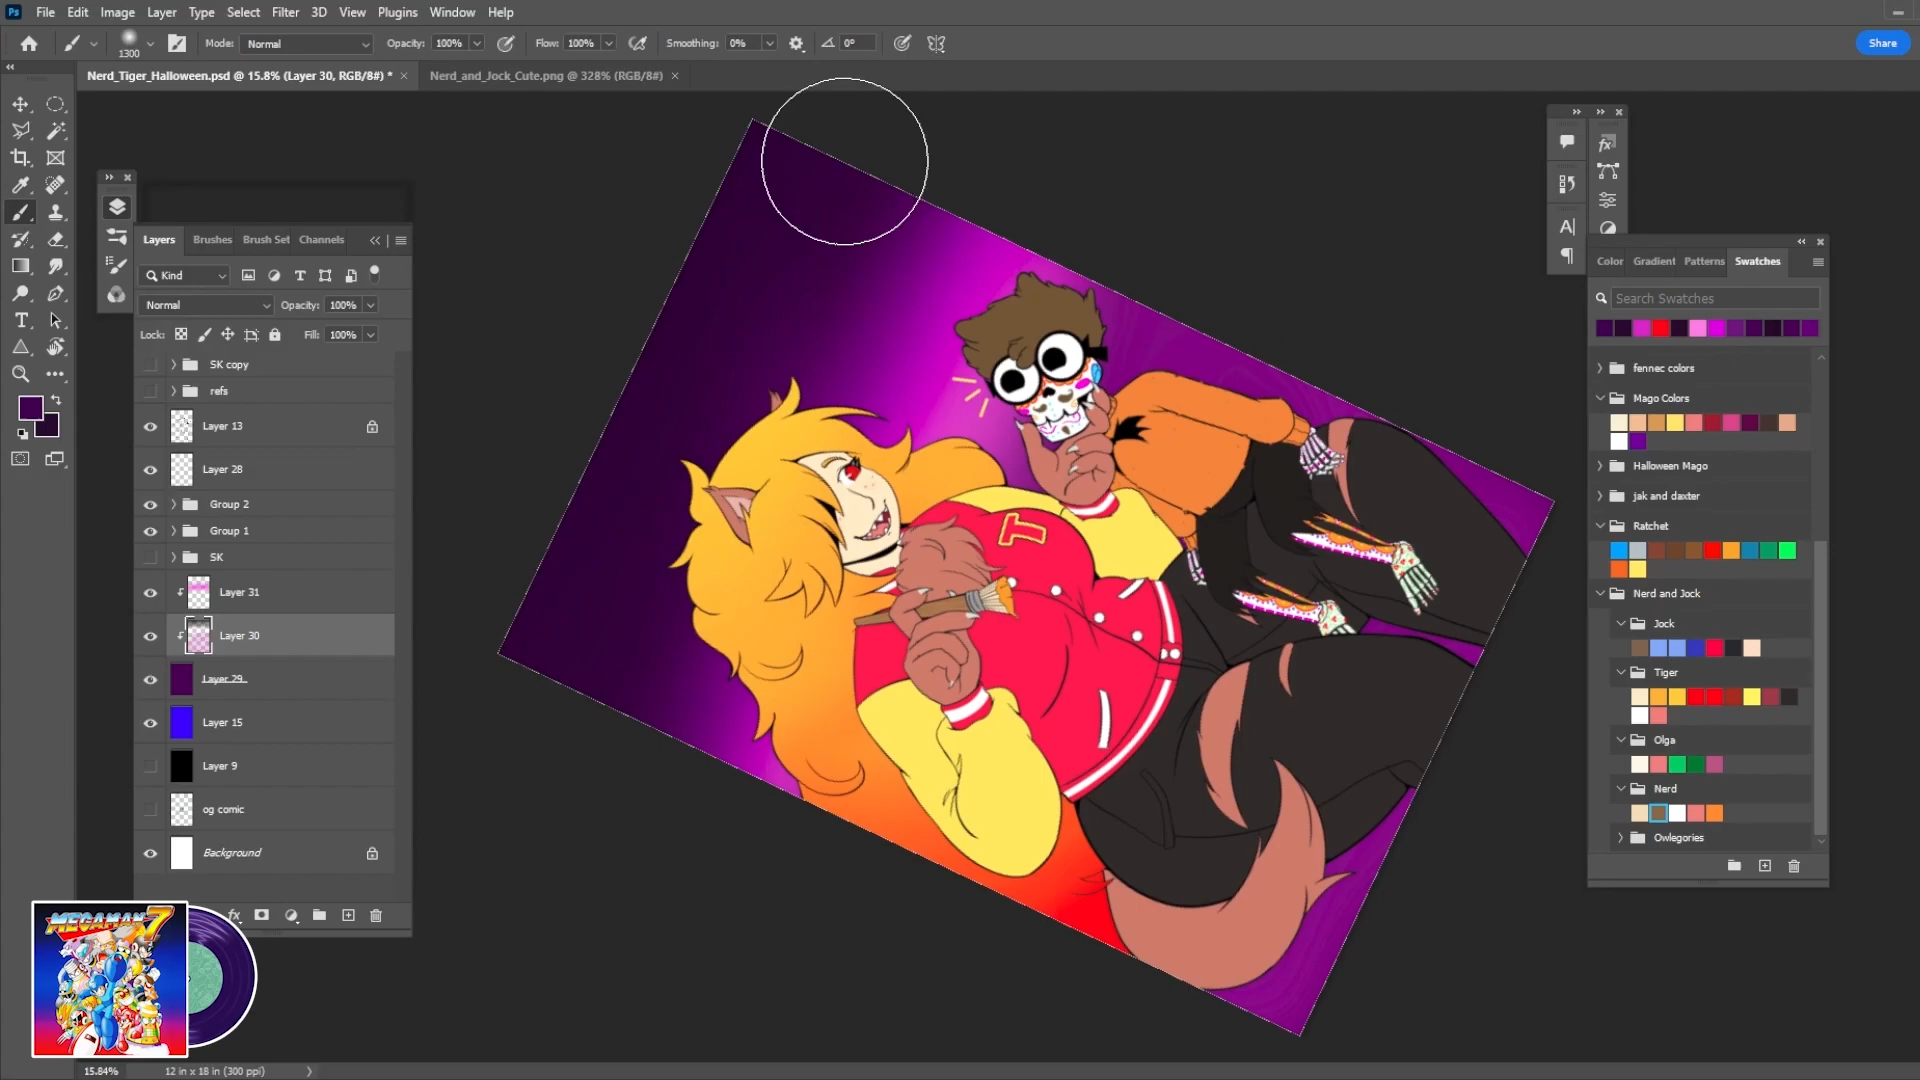 Ps File Edit Image Layer Type Select Filter 3D View Plugins Window Help
1300 Mode: Normal Opacity: 100% Flow: 100% Smoothing: 0% 0° Share
Nerd_Tiger_Halloween.psd @ 15.8% (Layer 30, RGB/8#) * × Nerd_and_Jock_Cute.png @ 328% (RGB/8#) ×
Layers Brushes Brush Set Channels
Kind
Normal Opacity: 100%
Lock: Fill: 100%
SK copy
refs
Layer 13
Layer 28
Group 2
Group 1
SK
Layer 31
Layer 30
Layer 29
Layer 15
Layer 9
og comic
Background
fx
MEGAMAN 7
T
Color Gradient Patterns Swatches
Search Swatches
fennec colors
Mago Colors
Halloween Mago
jak and daxter
Ratchet
Nerd and Jock
Jock
Tiger
Olga
Nerd
Owlegories
15.84% 12 in x 18 in (300 ppi)